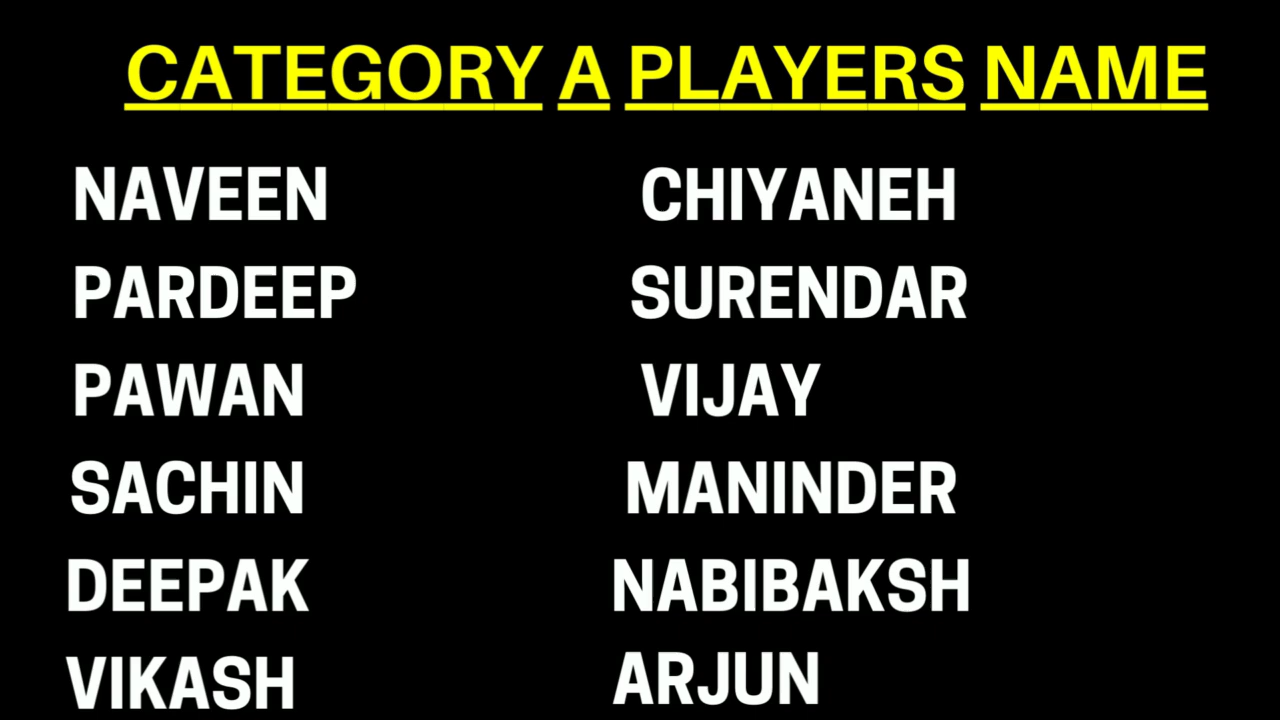 CATEGORY A PLAYERS NAME
NAVEEN
PARDEEP
PAWAN
SACHIN
DEEPAK
VIKASH
CHIYANEH
SURENDAR
VIJAY
MANINDER
NABIBAKSH
ARJUN